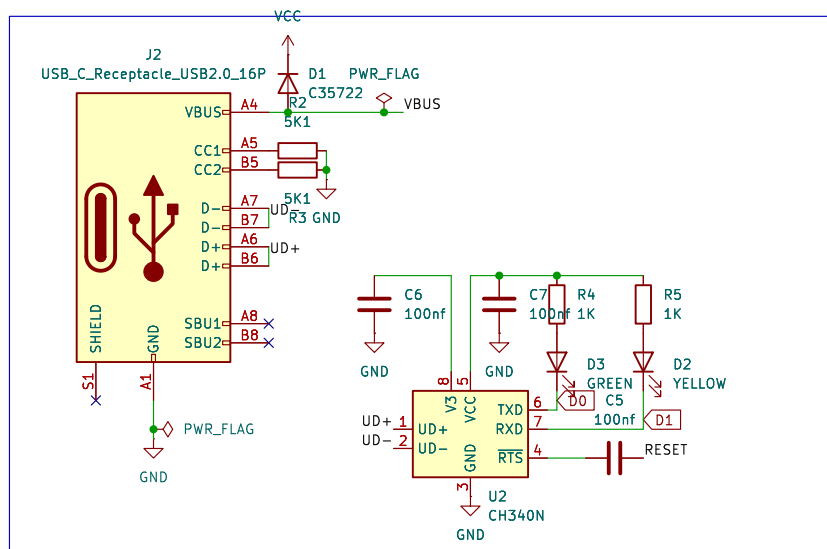 VCC
J2
USB_C_Receptacle_USB2.0_16P
D1
C35722
PWR_FLAG
VBUS
A4
VBUS
R2
5K1
CC1
A5
CC2
B5
5K1
R3
GND
D-
A7
UD-
D-
B7
D+
A6
UD+
D+
B6
SBU1
A8
SBU2
B8
SHIELD
GND
S1
A1
PWR_FLAG
GND
C6
100nf
GND
C7
100nf
GND
R4
1K
R5
1K
D3
GREEN
D2
YELLOW
D0
C5
100nf
D1
RESET
8
5
V3
VCC
UD+
1
UD+
UD-
2
UD-
TXD
6
RXD
7
RTS
4
GND
3
U2
CH340N
GND